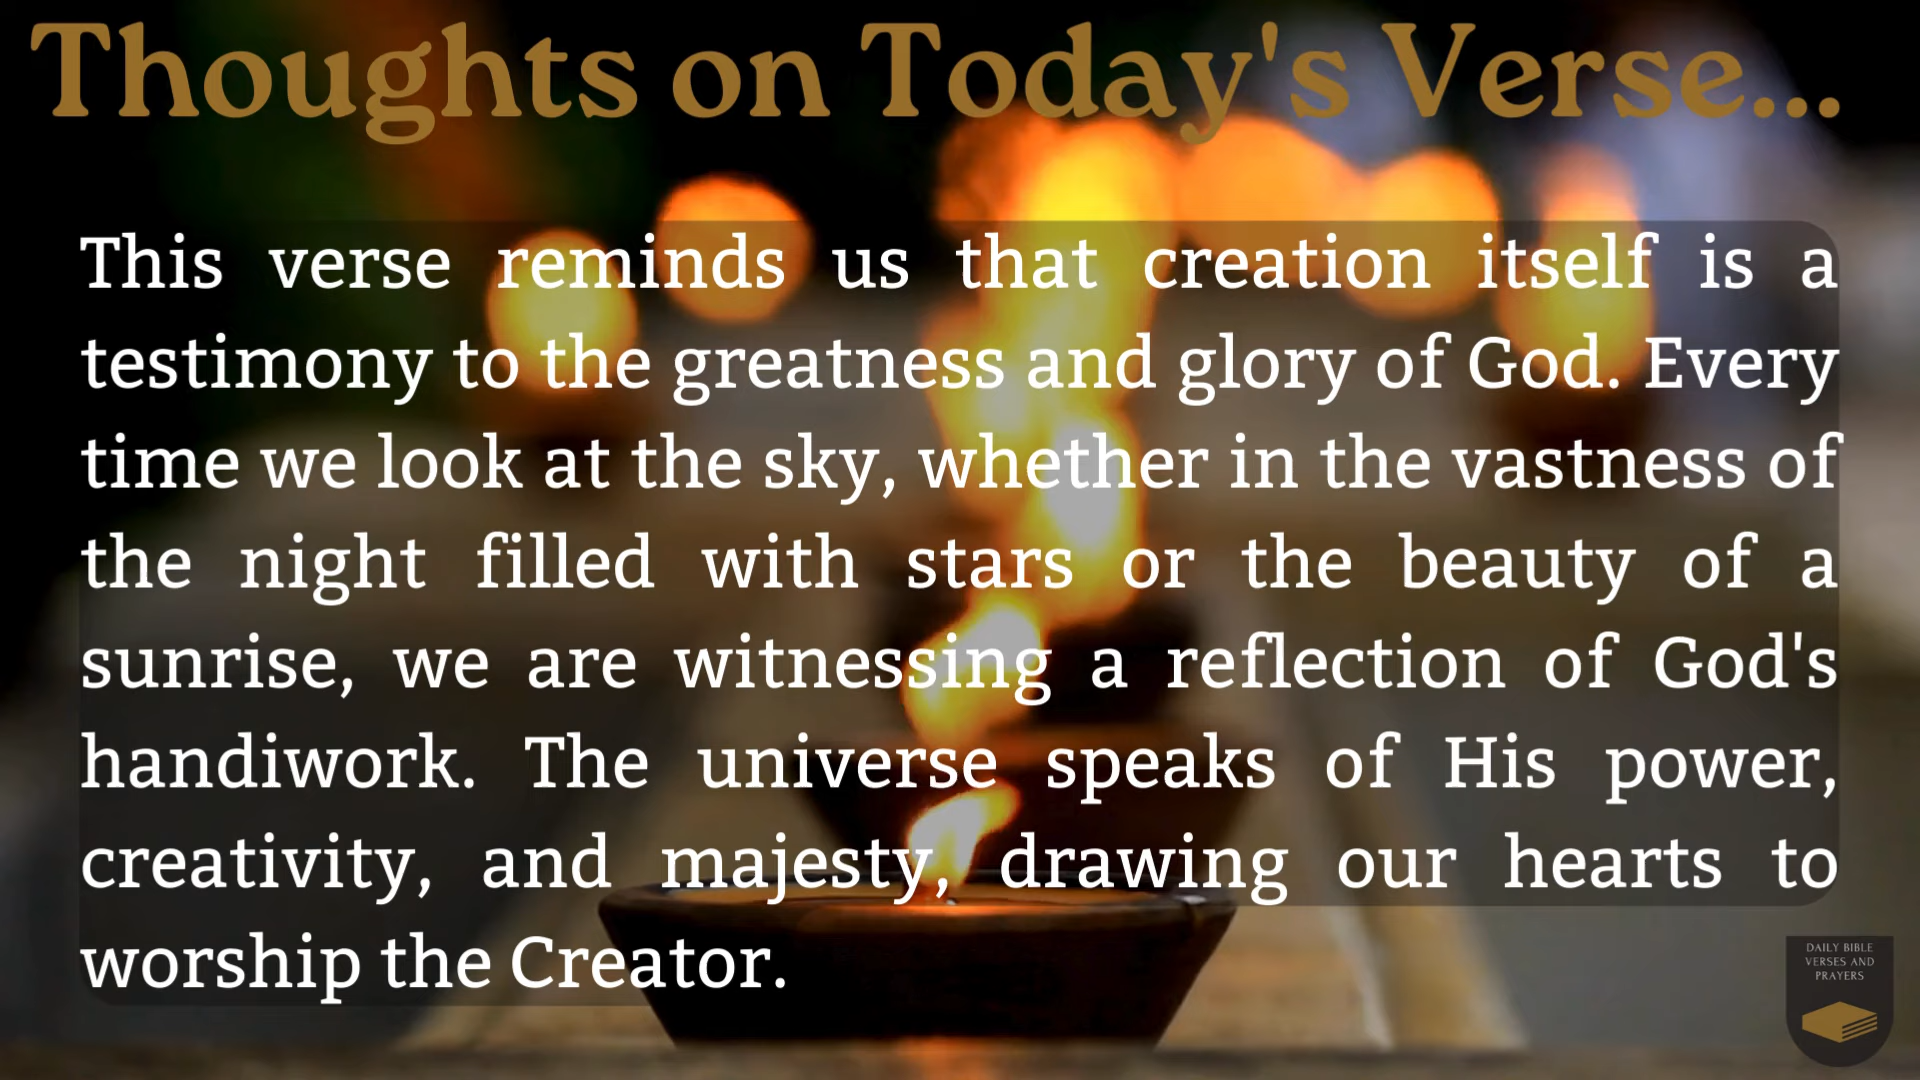 Thoughts on Today's Verse...
This verse reminds us that creation itself is a
testimony to the greatness and glory of God. Every
time we look at the sky, whether in the vastness of
the night filled with stars or the beauty of a
sunrise, we are witnessing a reflection of God's
handiwork. The universe speaks of His power,
creativity, and majesty, drawing our hearts to
worship the Creator.
DAILY BIBLE
VERSES AND
PRAYERS